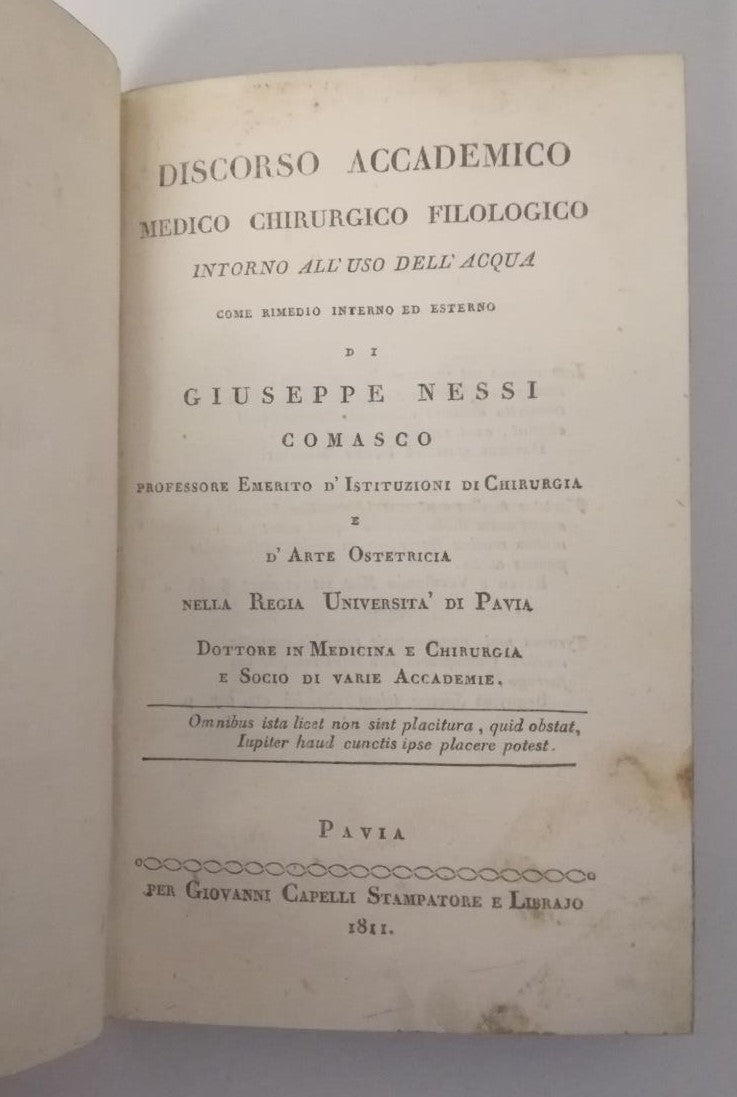 DISCORSO ACCADEMICO
MEDICO CHIRURGICO FILOLOGICO
INTORNO ALL' USO DELL' ACQUA
COME RIMEDIO INTERNO ED ESTERNO
DI
GIUSEPPE NESSI
COMASCO
PROFESSORE EMERITO D' ISTITUZIONI DI CHIRURGIA
E
D' ARTE OSTETRICIA
NELLA REGIA UNIVERSITA' DI PAVIA
DOTTORE IN MEDICINA E CHIRURGIA
E SOCIO DI VARIE ACCADEMIE.
Omnibus ista licet non sint placitura, quid obstat,
Iupiter haud cunctis ipse placere potest.
PAVIA
PER GIOVANNI CAPELLI STAMPATORE E LIBRAJO
1811.